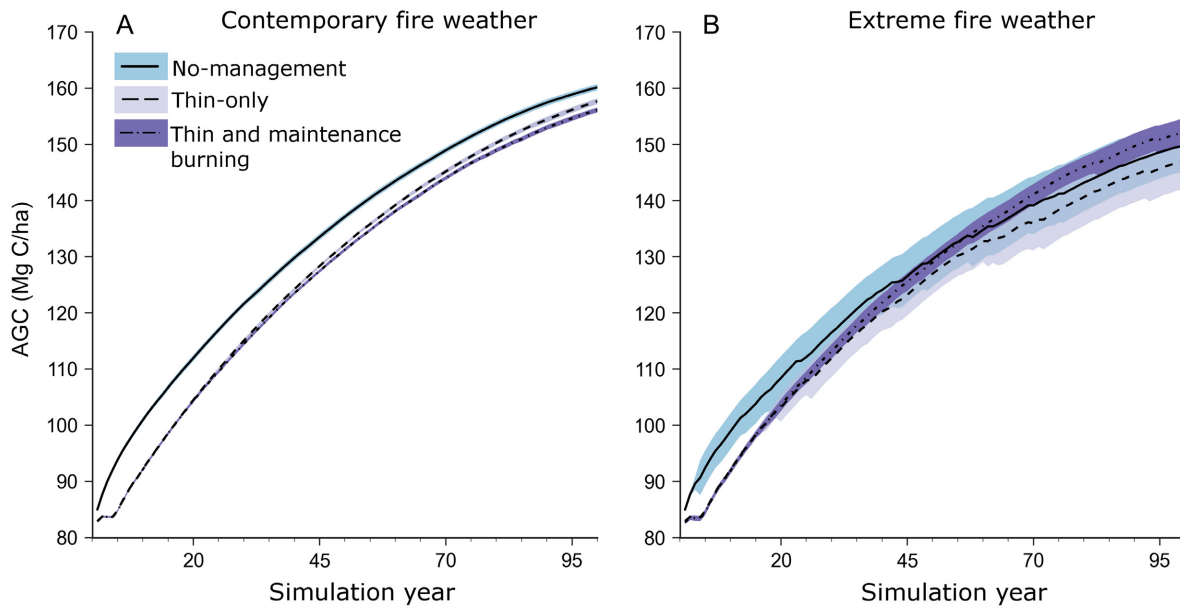 A
Contemporary fire weather
No-management
Thin-only
Thin and maintenance
burning
AGC (Mg C/ha)
170
160
150
140
130
120
110
100
90
80
20
45
70
95
Simulation year
B
Extreme fire weather
170
160
150
140
130
120
110
100
90
80
20
45
70
95
Simulation year